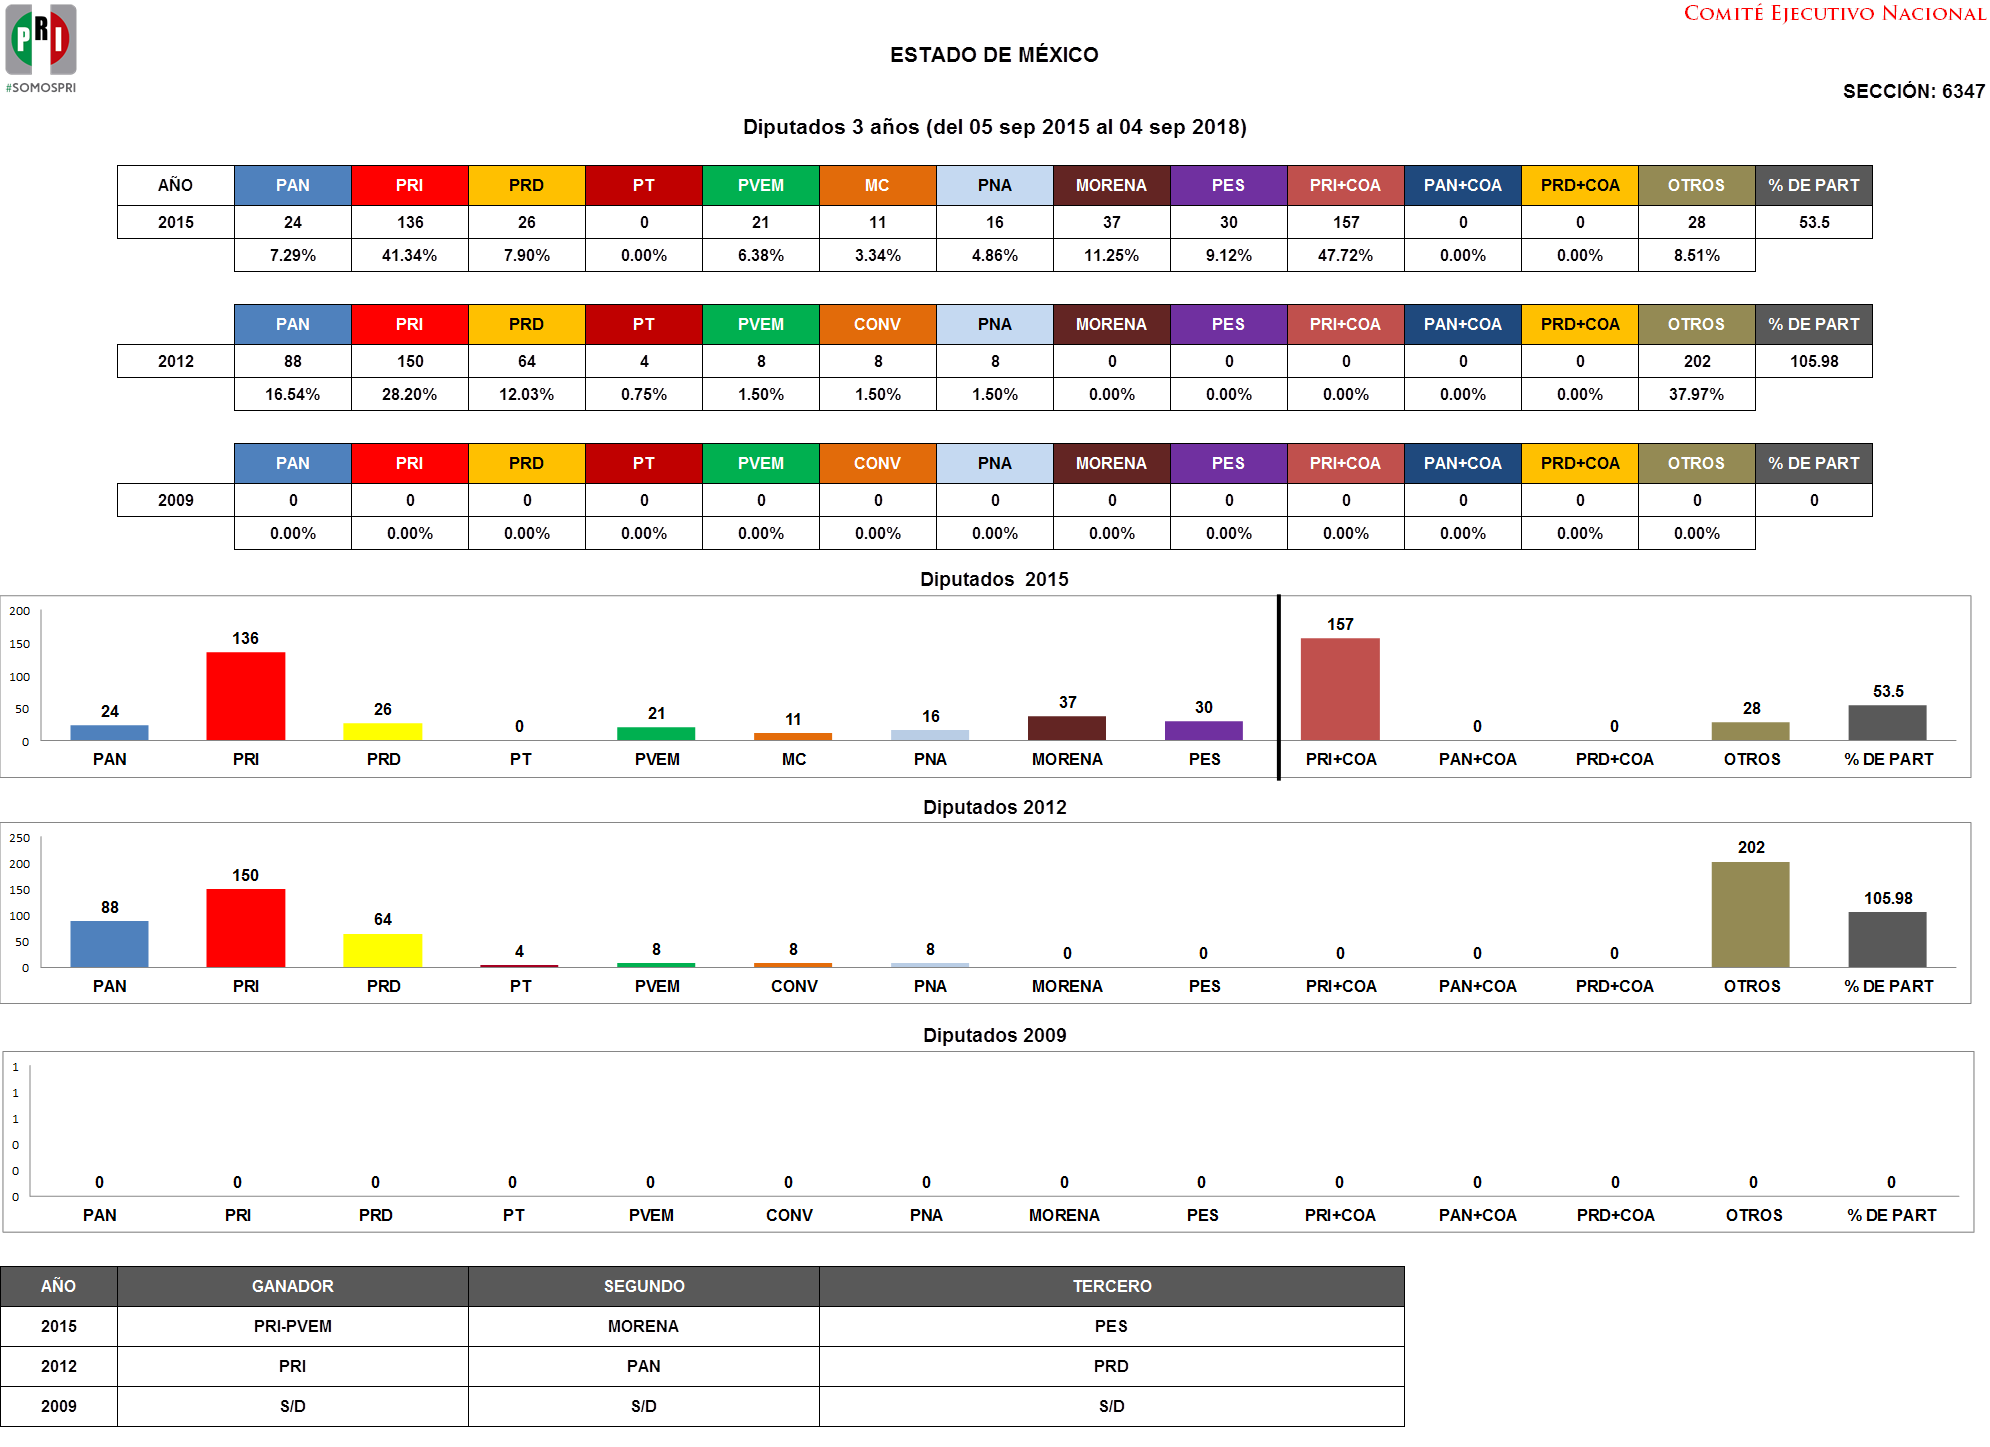 PRI
#SOMOSPRI
COMITÉ EJECUTIVO NACIONAL
ESTADO DE MÉXICO
SECCIÓN: 6347
Diputados 3 años (del 05 sep 2015 al 04 sep 2018)
AÑO PAN PRI PRD PT PVEM MC PNA MORENA PES PRI+COA PAN+COA PRD+COA OTROS % DE PART
2015 24 136 26 0 21 11 16 37 30 157 0 0 28 53.5
7.29% 41.34% 7.90% 0.00% 6.38% 3.34% 4.86% 11.25% 9.12% 47.72% 0.00% 0.00% 8.51%
PAN PRI PRD PT PVEM CONV PNA MORENA PES PRI+COA PAN+COA PRD+COA OTROS % DE PART
2012 88 150 64 4 8 8 8 0 0 0 0 0 202 105.98
16.54% 28.20% 12.03% 0.75% 1.50% 1.50% 1.50% 0.00% 0.00% 0.00% 0.00% 0.00% 37.97%
PAN PRI PRD PT PVEM CONV PNA MORENA PES PRI+COA PAN+COA PRD+COA OTROS % DE PART
2009 0 0 0 0 0 0 0 0 0 0 0 0 0 0
0.00% 0.00% 0.00% 0.00% 0.00% 0.00% 0.00% 0.00% 0.00% 0.00% 0.00% 0.00% 0.00%
Diputados 2015
200
150
100
50
0
24 136 26 0 21 11 16 37 30 157 0 0 28 53.5
PAN PRI PRD PT PVEM MC PNA MORENA PES PRI+COA PAN+COA PRD+COA OTROS % DE PART
Diputados 2012
250
200
150
100
50
0
88 150 64 4 8 8 8 0 0 0 0 0 202 105.98
PAN PRI PRD PT PVEM CONV PNA MORENA PES PRI+COA PAN+COA PRD+COA OTROS % DE PART
Diputados 2009
1
1
1
0
0
0
0 0 0 0 0 0 0 0 0 0 0 0 0 0
PAN PRI PRD PT PVEM CONV PNA MORENA PES PRI+COA PAN+COA PRD+COA OTROS % DE PART
AÑO GANADOR SEGUNDO TERCERO
2015 PRI-PVEM MORENA PES
2012 PRI PAN PRD
2009 S/D S/D S/D